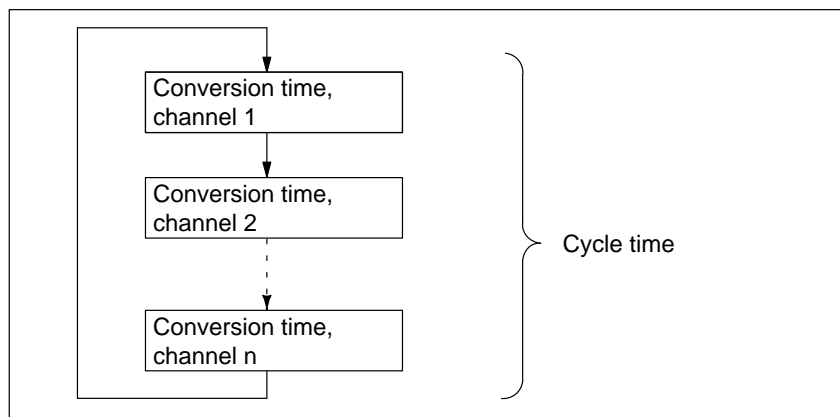 Conversion time,
channel 1
Conversion time,
channel 2
Cycle time
Conversion time,
channel n